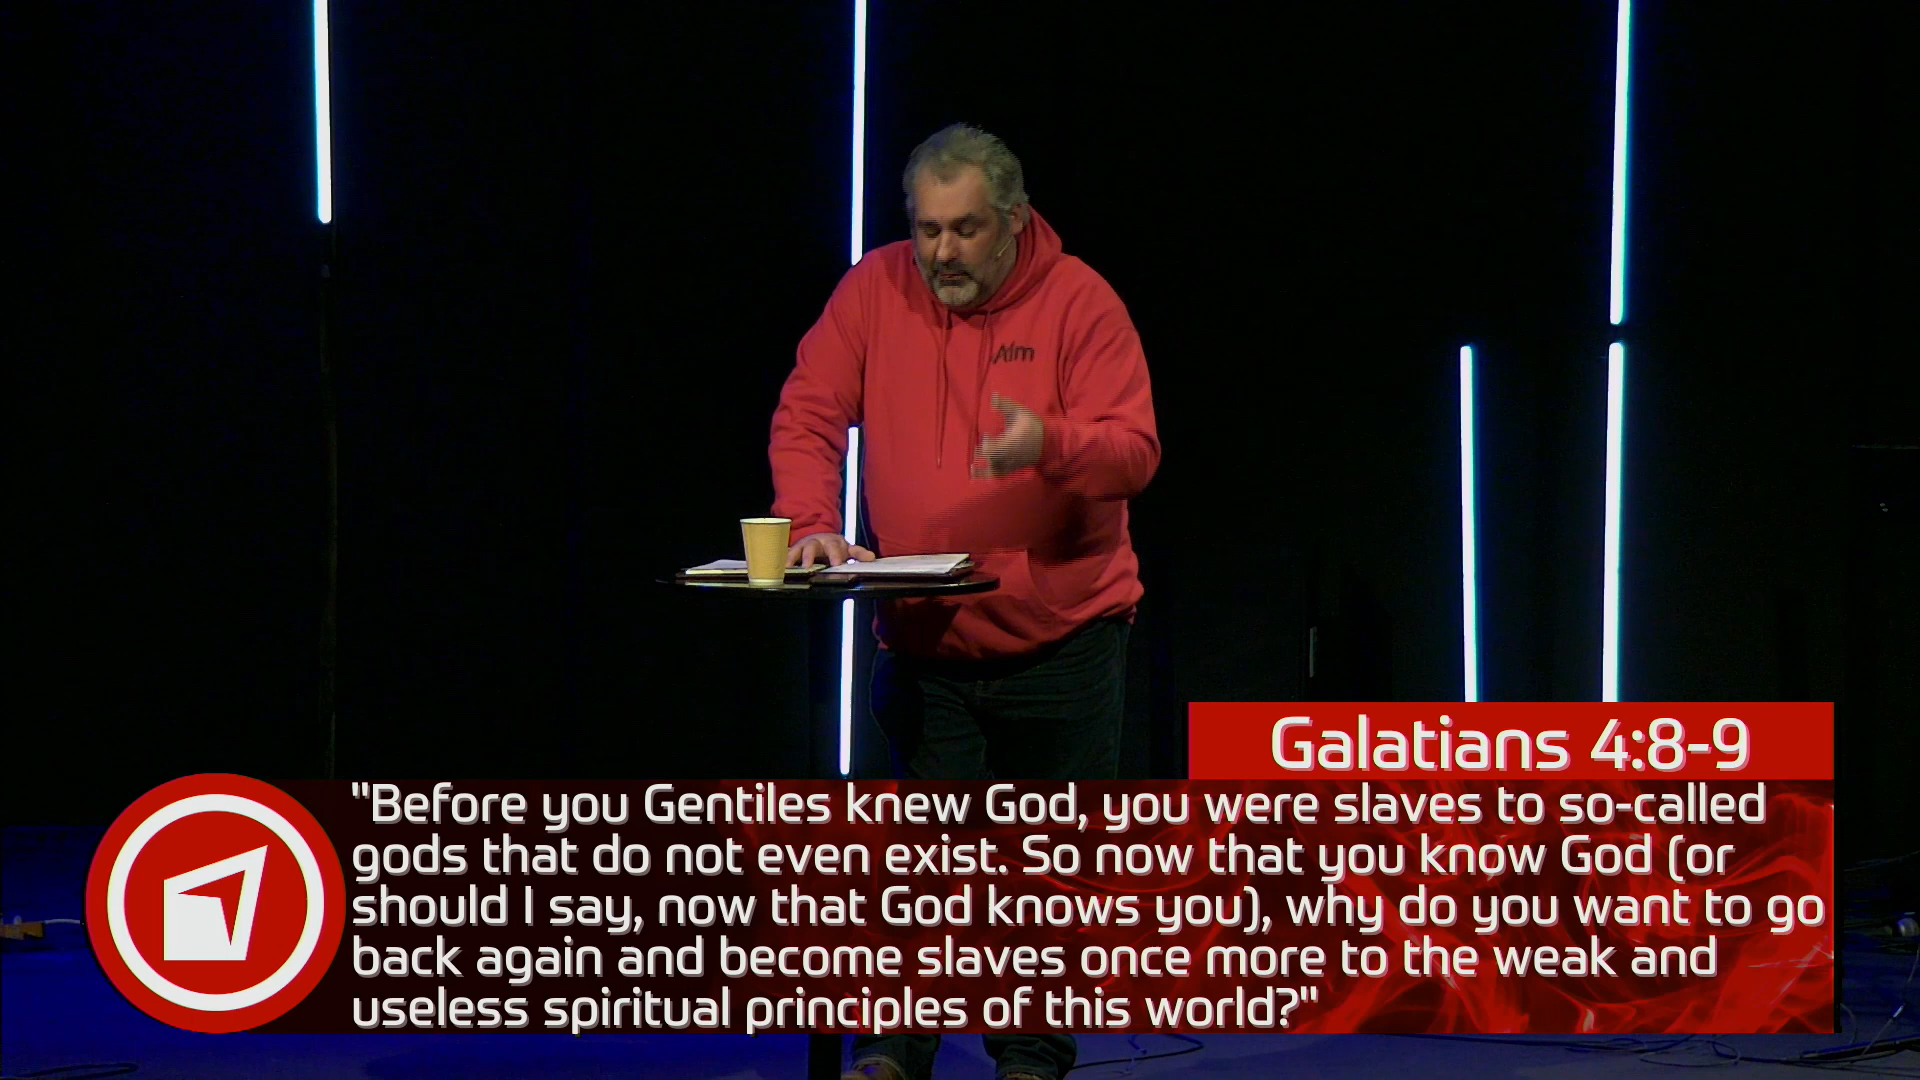 Aim
Galatians 4:8-9
"Before you Gentiles knew God, you were slaves to so-called
gods that do not even exist. So now that you know God (or
should I say, now that God knows you), why do you want to go
back again and become slaves once more to the weak and
useless spiritual principles of this world?"